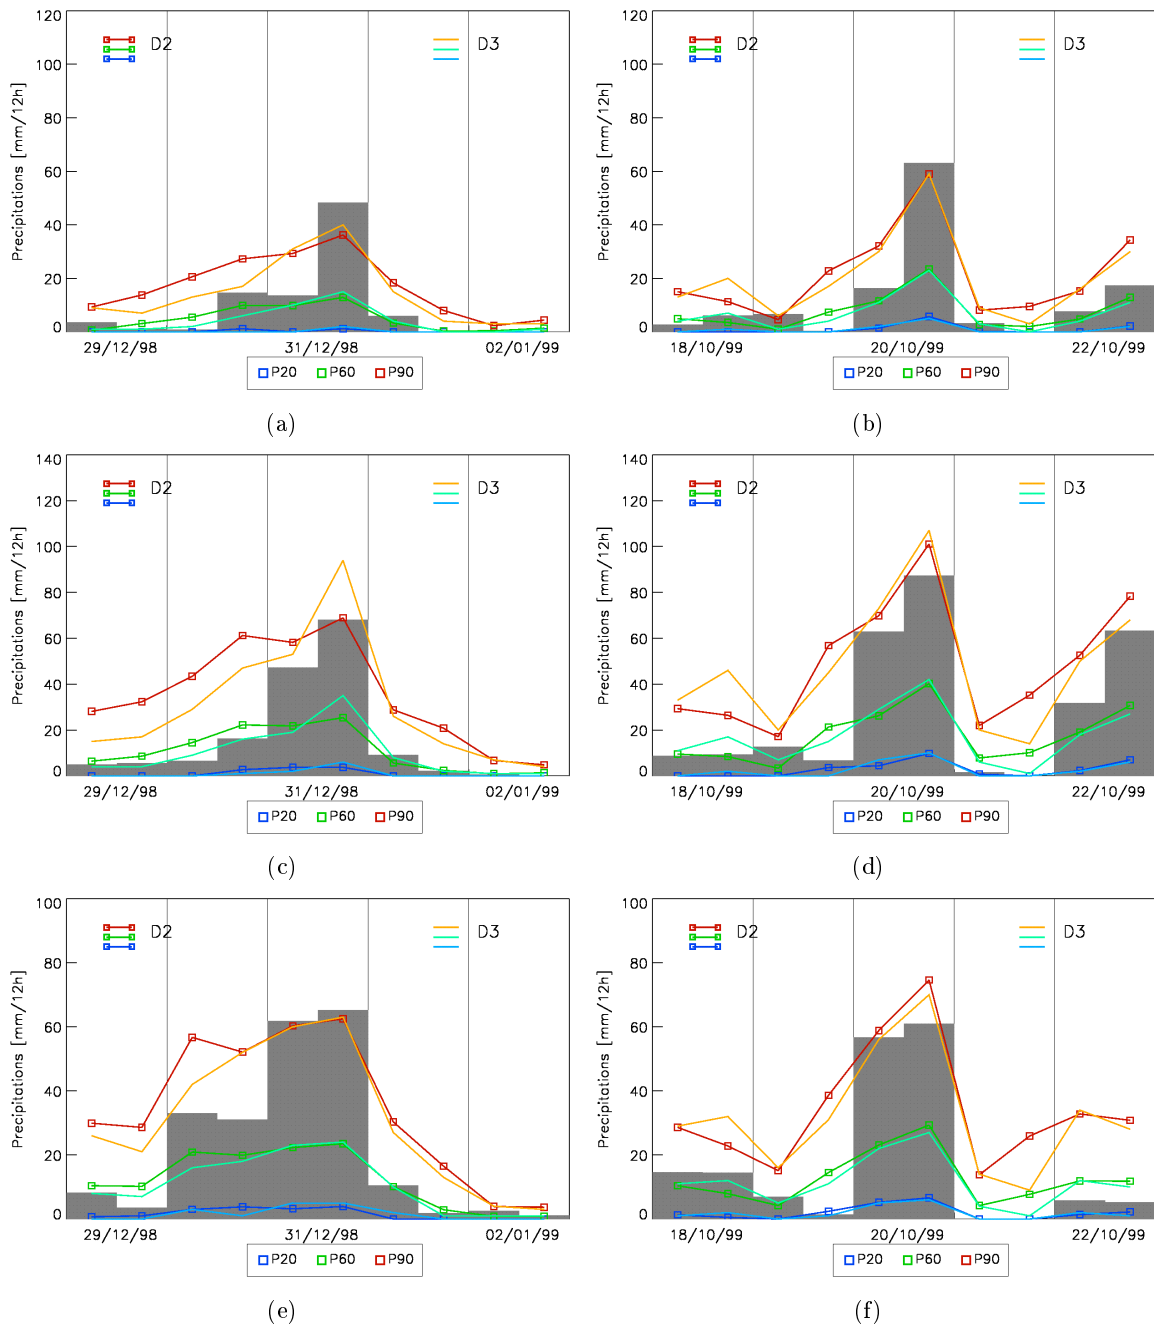 120
100
80
60
40
20
0
Precipitations [mm/12h]
D2
D3
29/12/98
31/12/98
02/01/99
P20 P60 P90
(a)
120
100
80
60
40
20
0
Precipitations [mm/12h]
D2
D3
18/10/99
20/10/99
22/10/99
P20 P60 P90
(b)
140
120
100
80
60
40
20
0
Precipitations [mm/12h]
D2
D3
29/12/98
31/12/98
02/01/99
P20 P60 P90
(c)
140
120
100
80
60
40
20
0
Precipitations [mm/12h]
D2
D3
18/10/99
20/10/99
22/10/99
P20 P60 P90
(d)
100
80
60
40
20
0
Precipitations [mm/12h]
D2
D3
29/12/98
31/12/98
02/01/99
P20 P60 P90
(e)
100
80
60
40
20
0
Precipitations [mm/12h]
D2
D3
18/10/99
20/10/99
22/10/99
P20 P60 P90
(f)